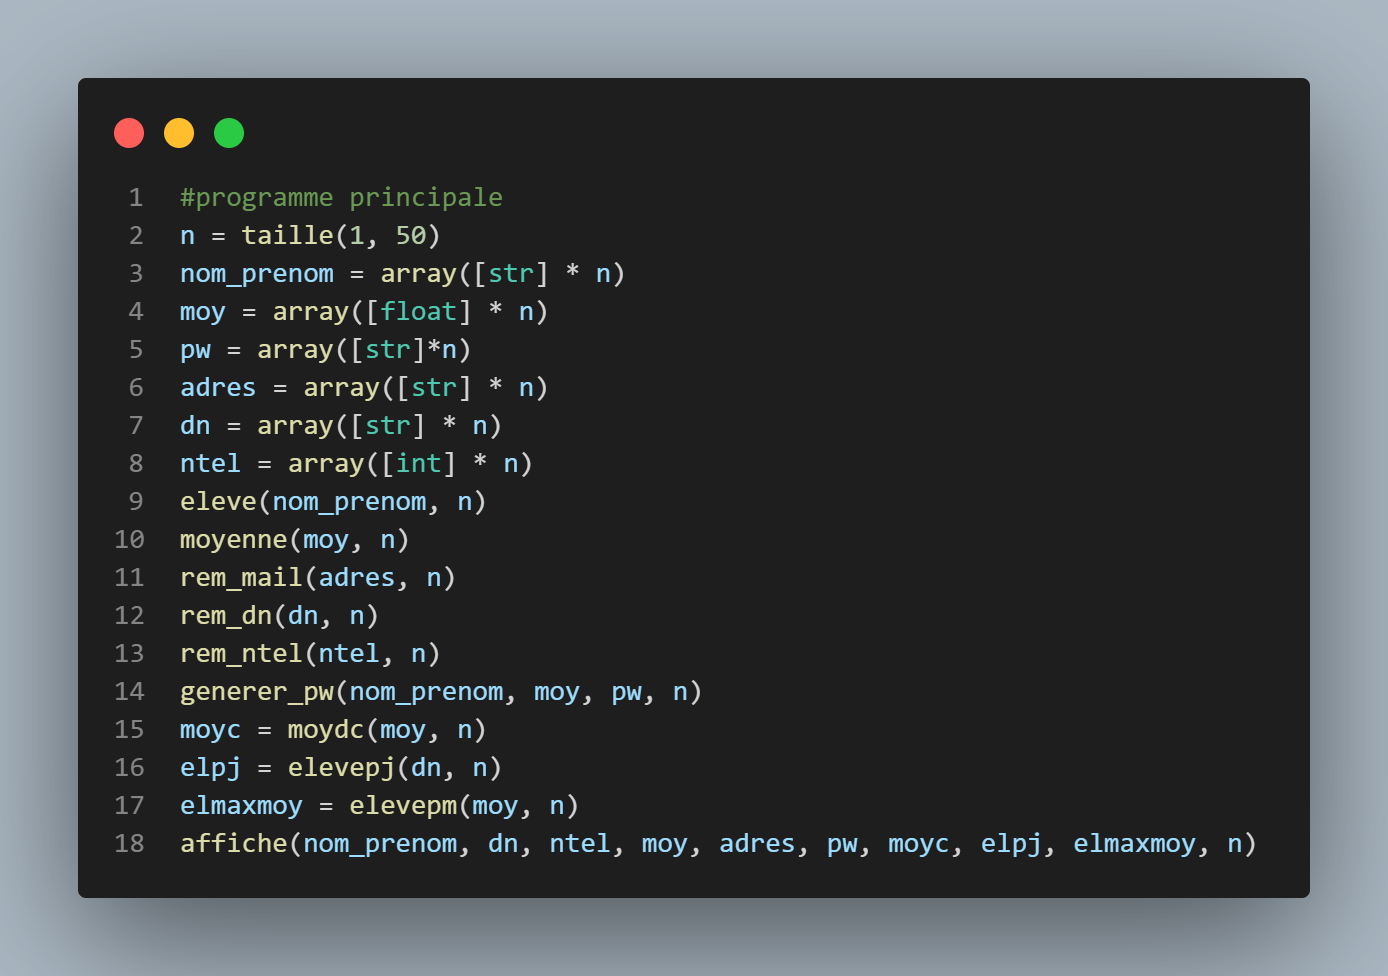 1 #programme principale
2 n = taille(1, 50)
3 nom_prenom = array([str] * n)
4 moy = array([float] * n)
5 pw = array([str]*n)
6 adres = array([str] * n)
7 dn = array([str] * n)
8 ntel = array([int] * n)
9 eleve(nom_prenom, n)
10 moyenne(moy, n)
11 rem_mail(adres, n)
12 rem_dn(dn, n)
13 rem_ntel(ntel, n)
14 generer_pw(nom_prenom, moy, pw, n)
15 moyc = moydc(moy, n)
16 elpj = elevepj(dn, n)
17 elmaxmoy = elevepm(moy, n)
18 affiche(nom_prenom, dn, ntel, moy, adres, pw, moyc, elpj, elmaxmoy, n)